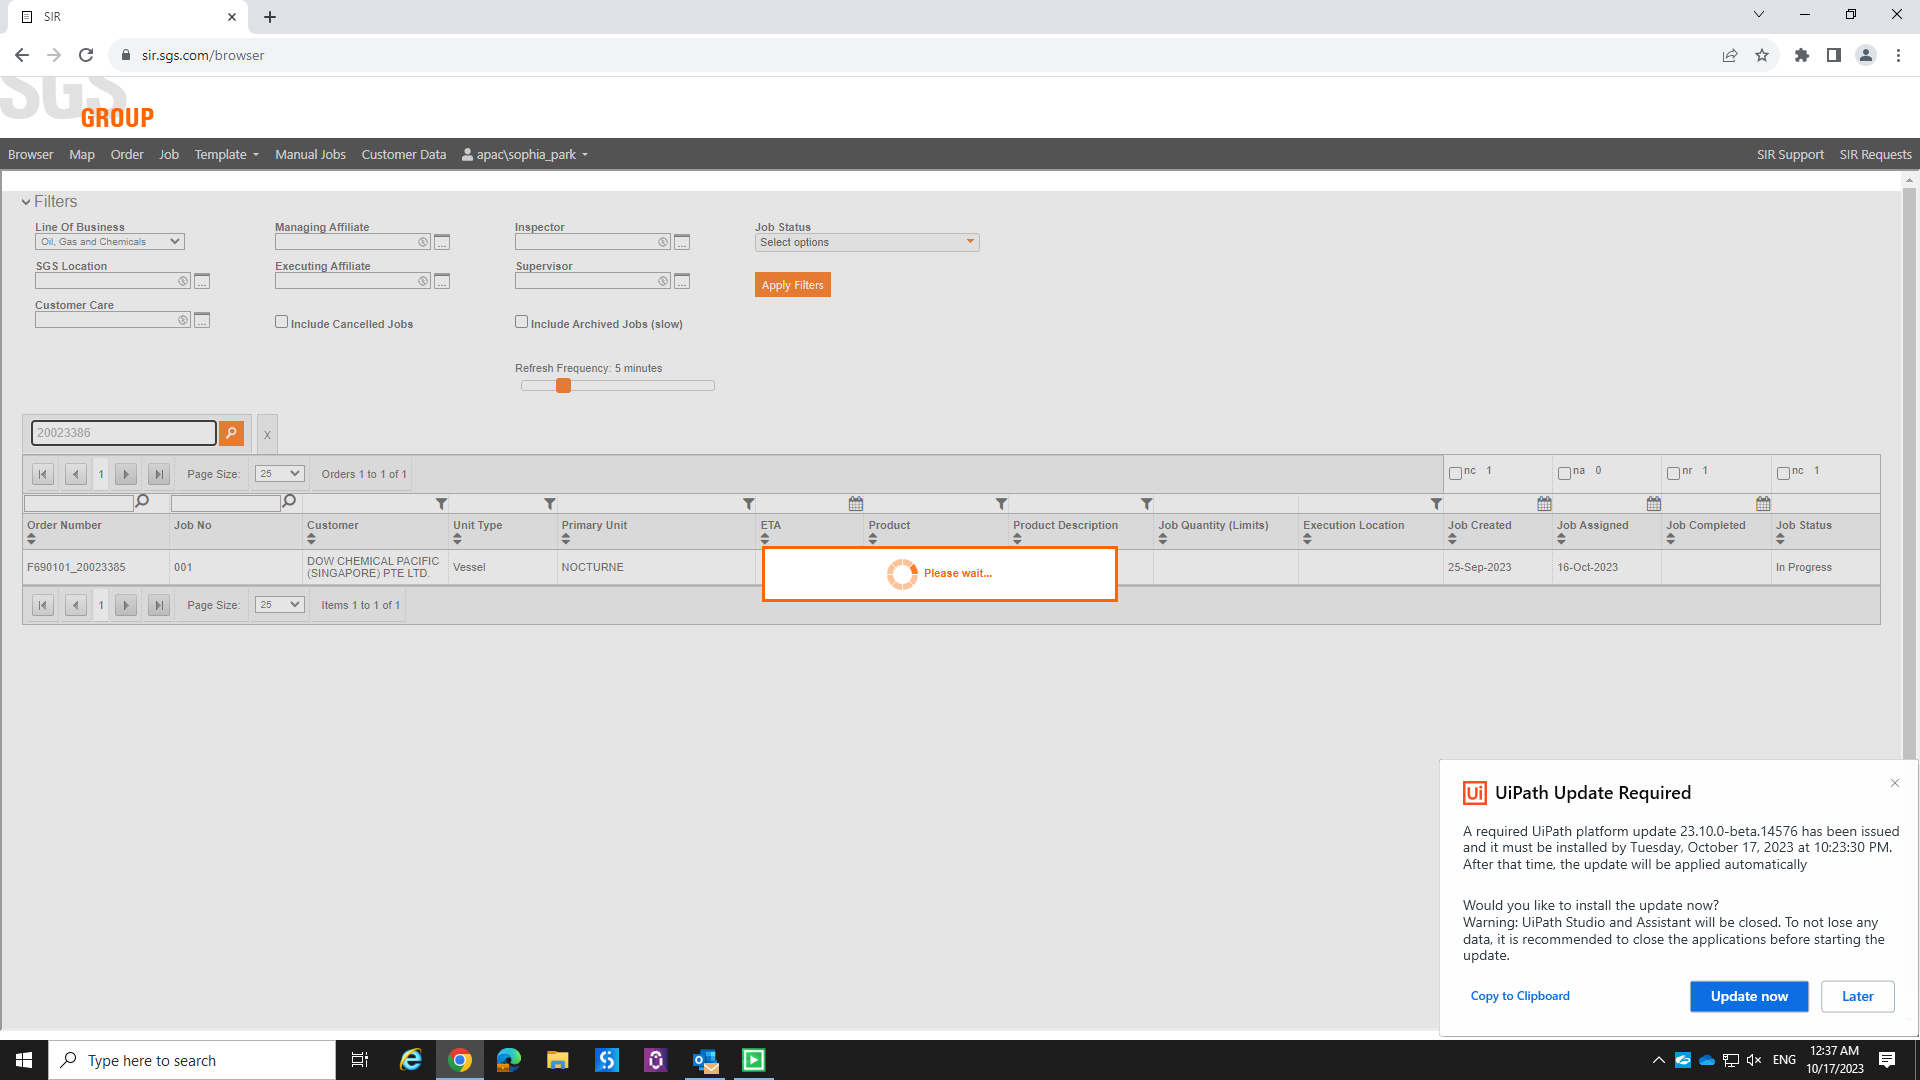 SIR
sir.sgs.com/browser
SGS
GROUP
Browser Map Order Job Template Manual Jobs Customer Data apac\sophia_park SIR Support SIR Requests
Filters
Line Of Business Managing Affiliate Inspector Job Status
Oil, Gas and Chemicals ... ... Select options
SGS Location Executing Affiliate Supervisor
... ... ... Apply Filters
Customer Care
... Include Cancelled Jobs Include Archived Jobs (slow)
Refresh Frequency: 5 minutes
20023386 X
1 Page Size: 25 Orders 1 to 1 of 1 nc 1 na 0 nr 1 nc 1
Order Number Job No Customer Unit Type Primary Unit ETA Product Product Description Job Quantity (Limits) Execution Location Job Created Job Assigned Job Completed Job Status
F690101_20023385 001 DOW CHEMICAL PACIFIC (SINGAPORE) PTE LTD. Vessel NOCTURNE 25-Sep-2023 16-Oct-2023 In Progress
Please wait...
1 Page Size: 25 Items 1 to 1 of 1
Ui UiPath Update Required
A required UiPath platform update 23.10.0-beta.14576 has been issued
and it must be installed by Tuesday, October 17, 2023 at 10:23:30 PM.
After that time, the update will be applied automatically
Would you like to install the update now?
Warning: UiPath Studio and Assistant will be closed. To not lose any
data, it is recommended to close the applications before starting the
update.
Copy to Clipboard Update now Later
Type here to search ENG 12:37 AM
10/17/2023